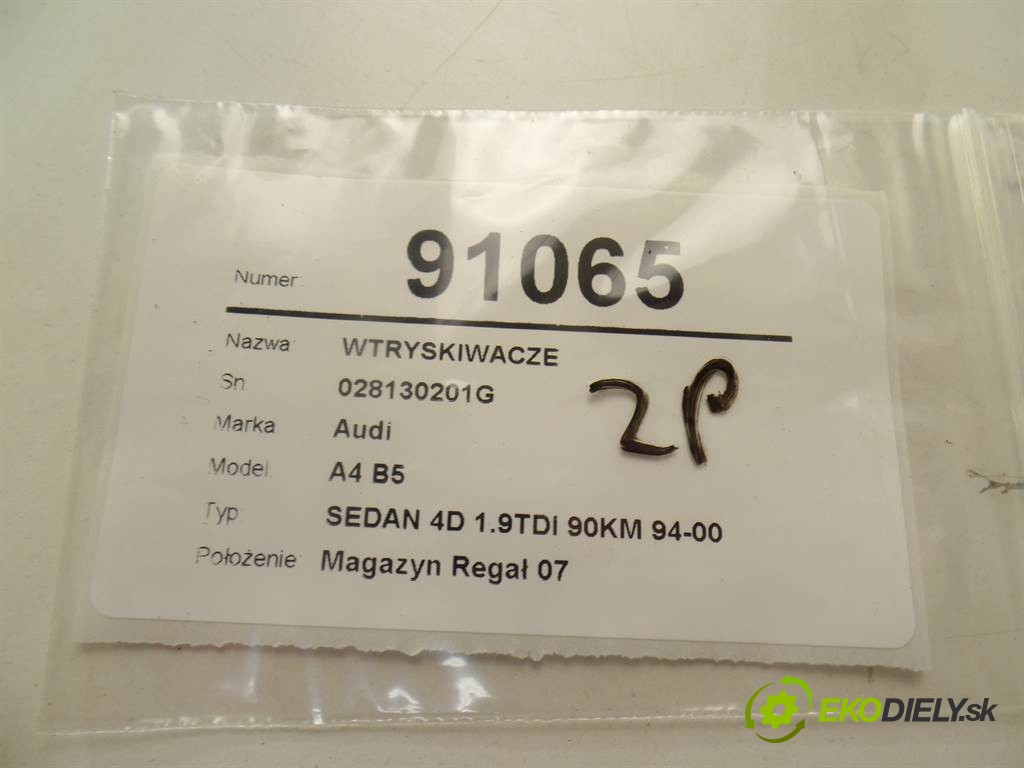 Numer: 91065
Nazwa: WTRYSKIWACZE
Sn 028130201G
Marka Audi
Model: A4 B5
Typ SEDAN 4D 1.9TDi 90KM 94-00
Położenie: Magazyn Regał 07
2P
EKODIELY.sk